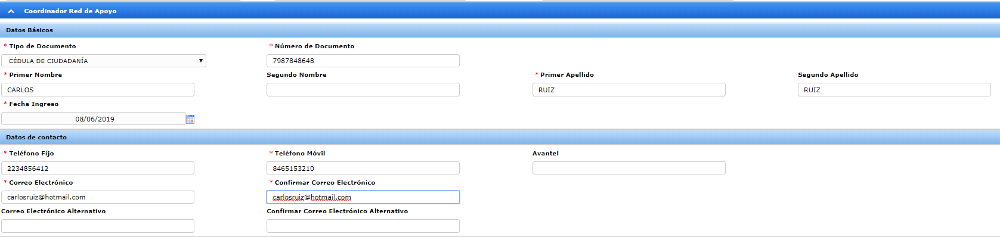 Coordinador Red de Apoyo
Datos Básicos
* Tipo de Documento * Número de Documento
CÉDULA DE CIUDADANÍA 7987848648
* Primer Nombre Segundo Nombre * Primer Apellido Segundo Apellido
CARLOS RUIZ RUIZ
* Fecha Ingreso
08/06/2019
Datos de contacto
* Teléfono Fíjo * Teléfono Móvil Avantel
2234856412 8465153210
* Correo Electrónico * Confirmar Correo Electrónico
carlosruiz@hotmail.com carlosruiz@hotmail.com
Correo Electrónico Alternativo Confirmar Correo Electrónico Alternativo